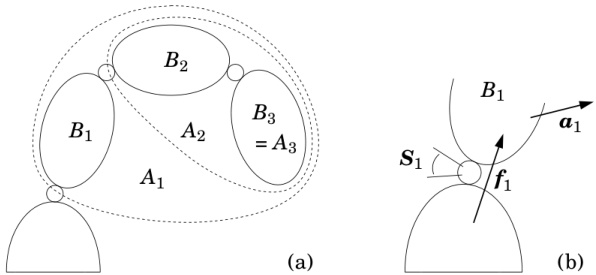 B₂
B₁
B₃
= A₃
A₂
A₁
(a)
B₁
a₁
S₁
f₁
(b)